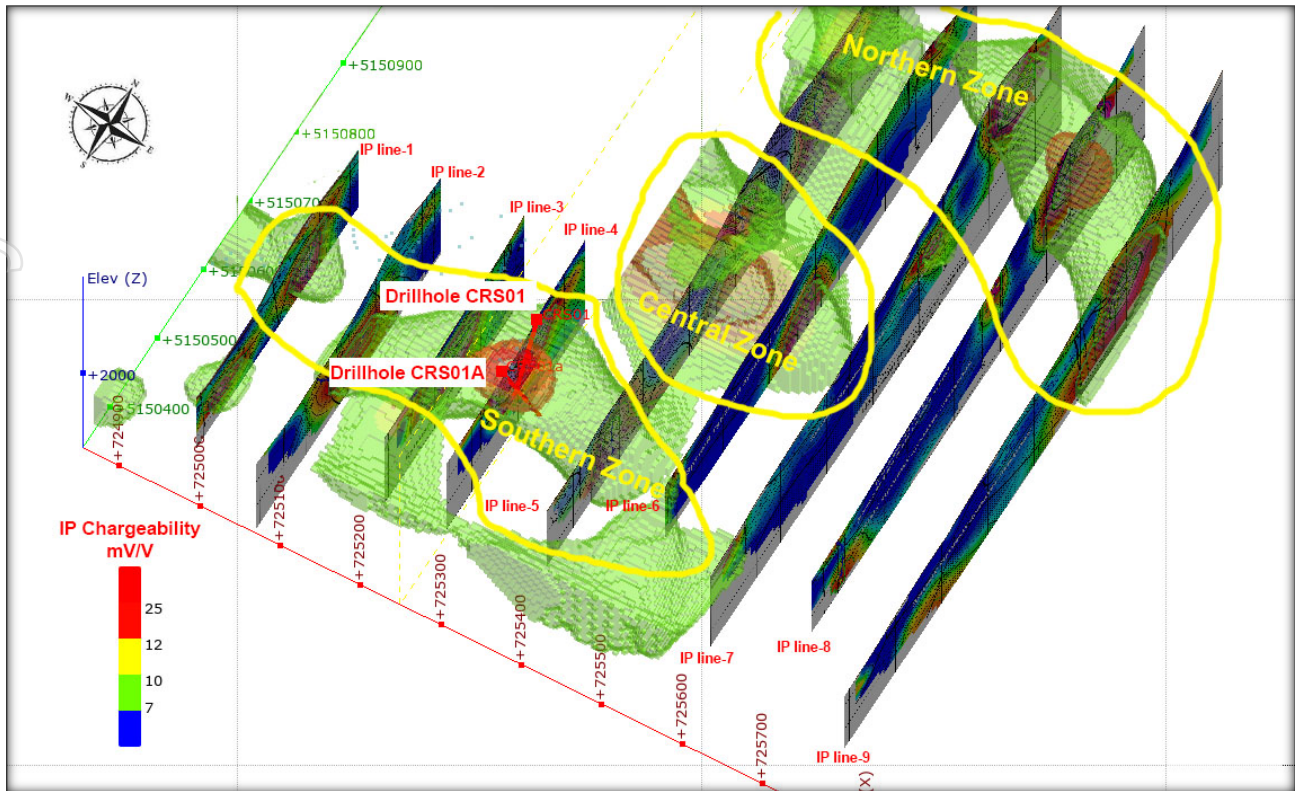 Northern Zone
+5150900
N
W
E
S
+5150800
IP line-1
IP line-2
+515070
IP line-3
IP line-4
+5150600
Elev (Z)
Drillhole CRS01
CRS01
Central Zone
+5150500
Drillhole CRS01A
+2000
5150400
Southern Zone
+724900
+725000
+725100
IP line-5
IP line-6
+725200
IP Chargeability
mV/V
25
12
10
7
+725300
+725400
+725500
+725600
+725700
IP line-7
IP line-8
IP line-9
(X)